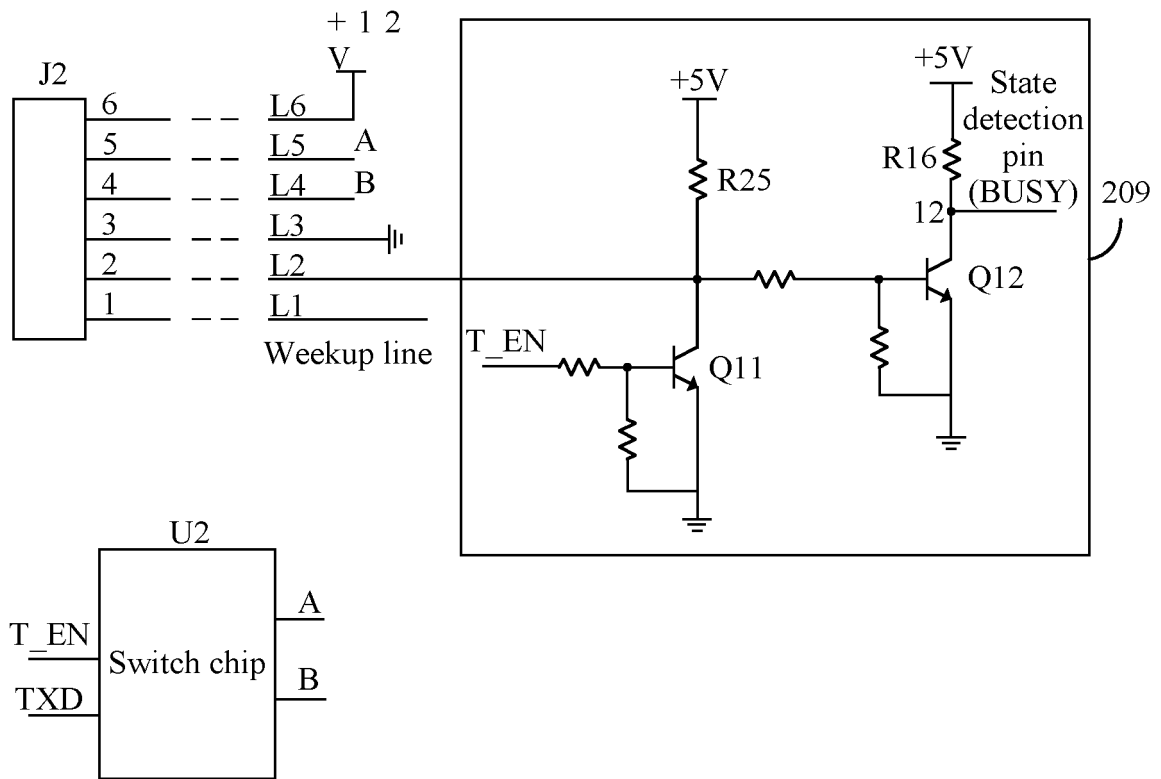 + 1 2
V
J2
6
L6
5
L5
A
4
L4
B
3
L3
2
L2
1
L1
Weekup line
+5V
R25
T_EN
Q11
+5V
State
detection
pin
(BUSY)
R16
12
Q12
209
U2
T_EN
TXD
Switch chip
A
B